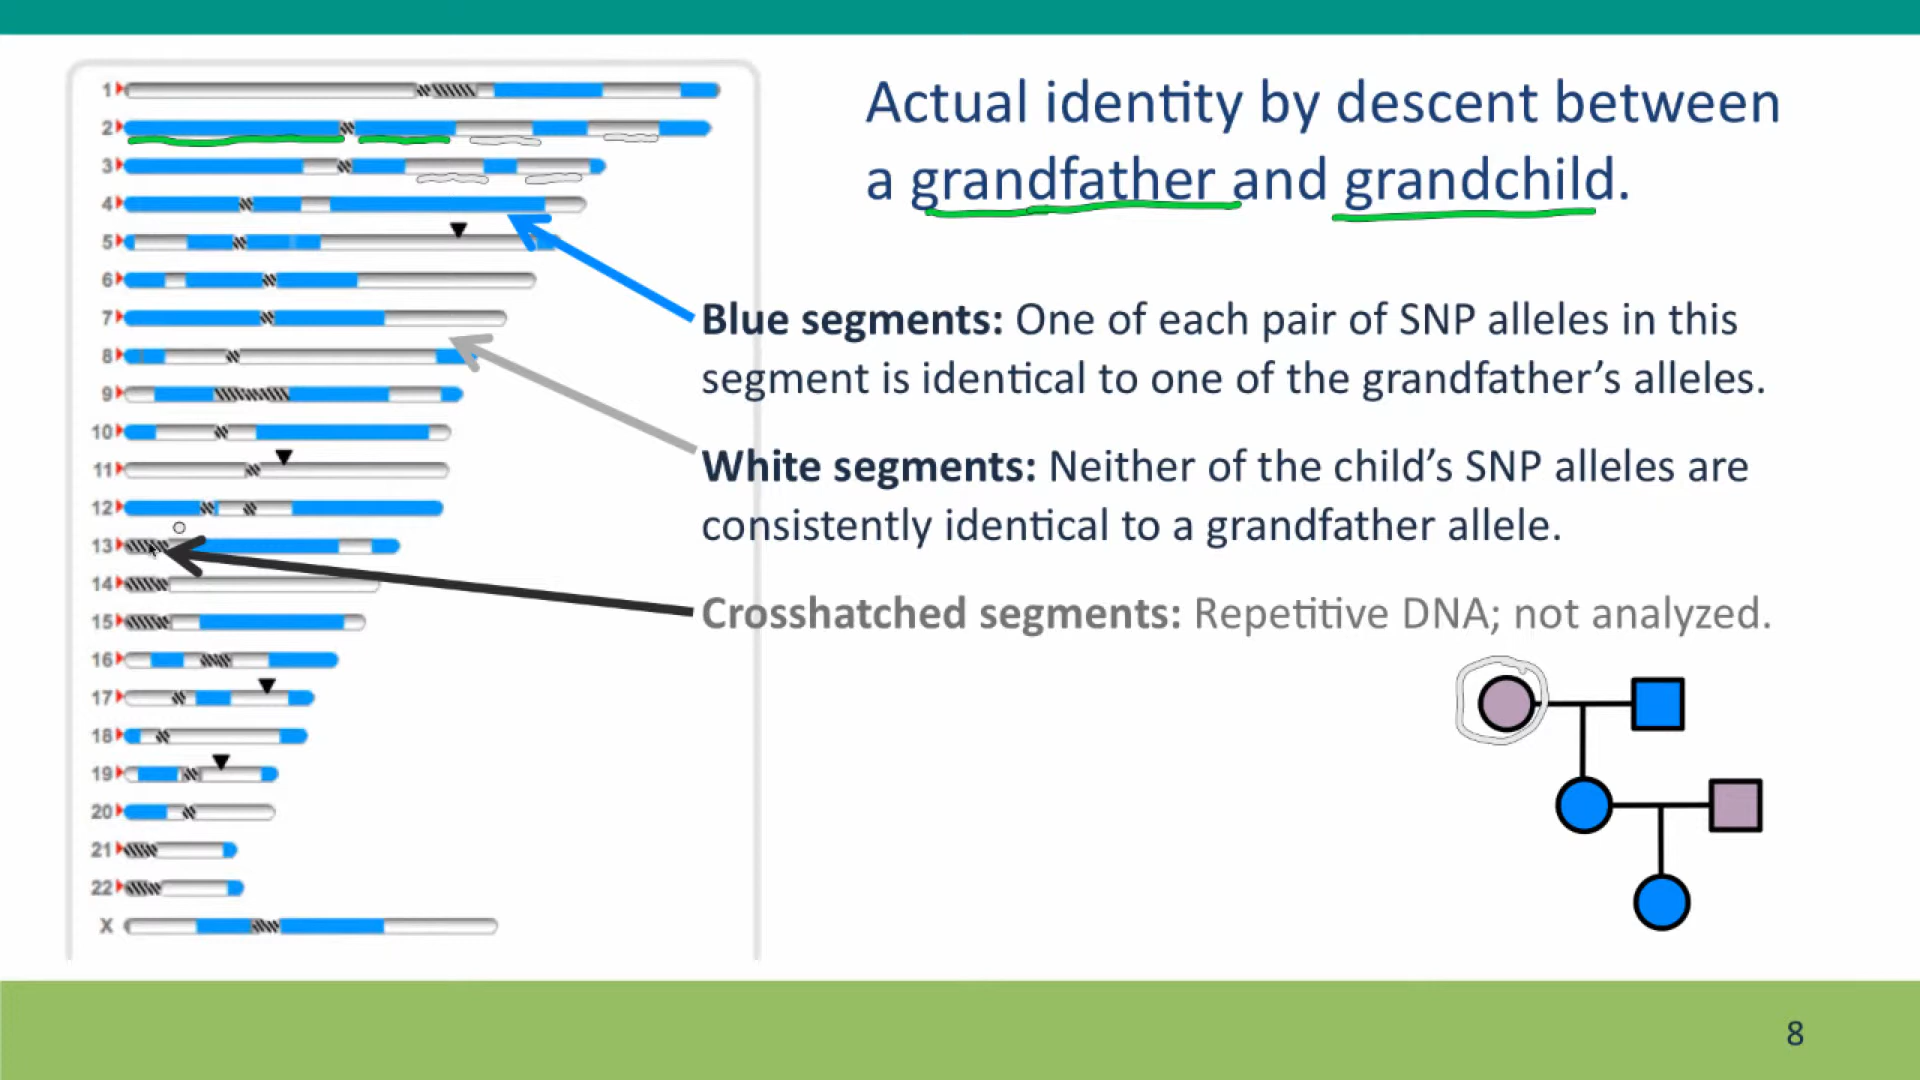 Actual identity by descent between
a grandfather and grandchild.
1
2
3
4
5
6
7
8
9
10
11
12
13
14
15
16
17
18
19
20
21
22
X
Blue segments: One of each pair of SNP alleles in this
segment is identical to one of the grandfather's alleles.
White segments: Neither of the child's SNP alleles are
consistently identical to a grandfather allele.
Crosshatched segments: Repetitive DNA; not analyzed.
8